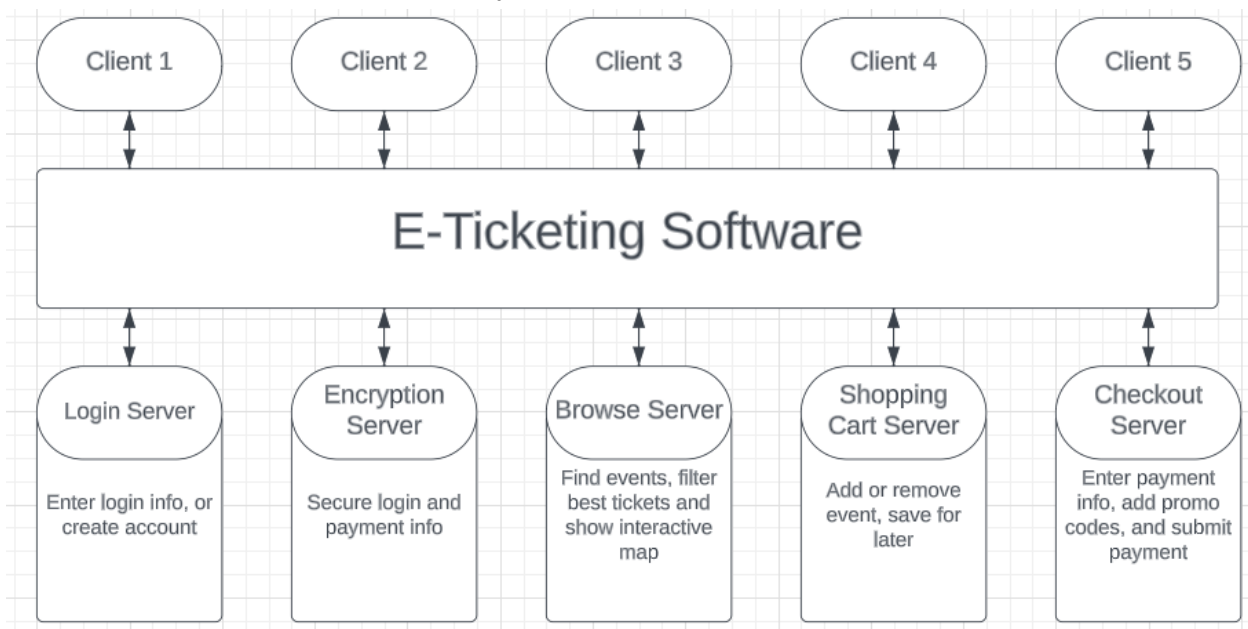 Client 1
Client 2
Client 3
Client 4
Client 5
E-Ticketing Software
Login Server
Enter login info, or
create account
Encryption
Server
Secure login and
payment info
Browse Server
Find events, filter
best tickets and
show interactive
map
Shopping
Cart Server
Add or remove
event, save for
later
Checkout
Server
Enter payment
info, add promo
codes, and submit
payment